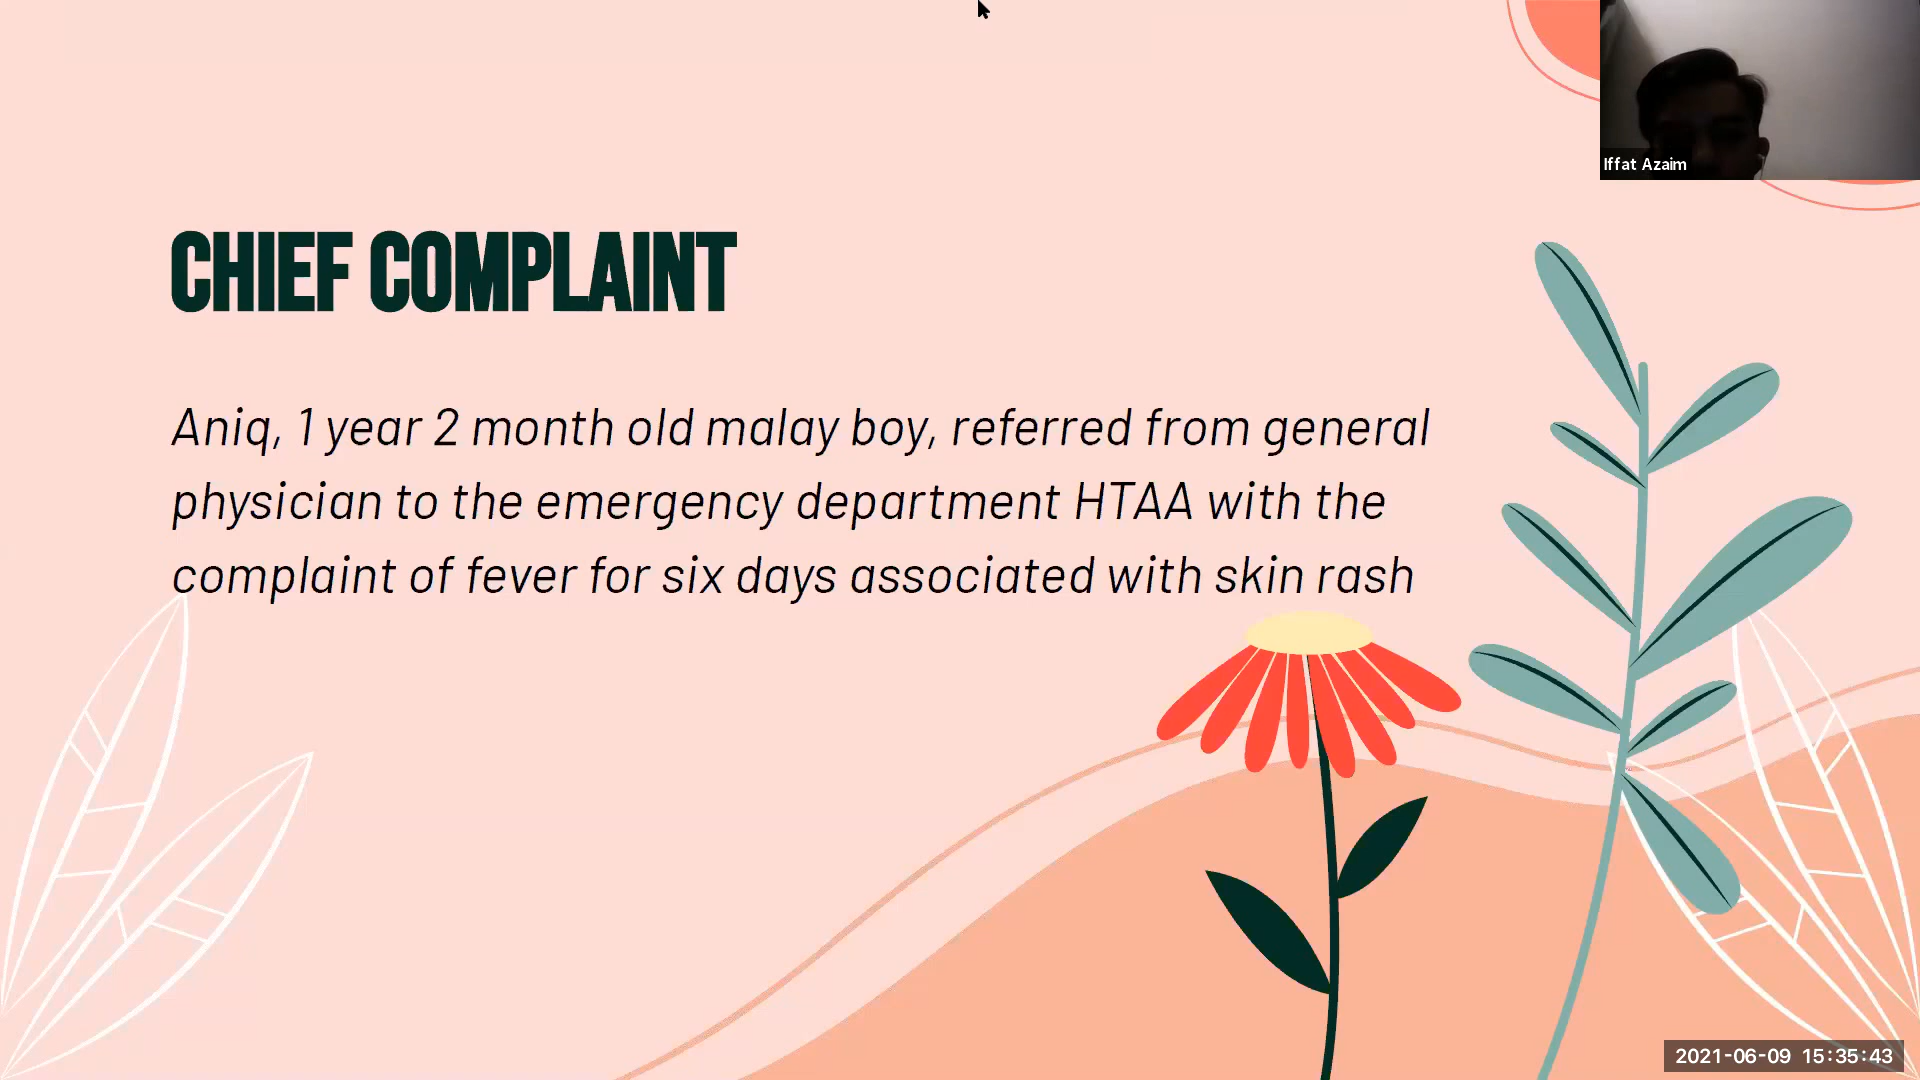 CHIEF COMPLAINT
Aniq, 1 year 2 month old malay boy, referred from general
physician to the emergency department HTAA with the
complaint of fever for six days associated with skin rash
Iffat Azaim
2021-06-09 15:35:43